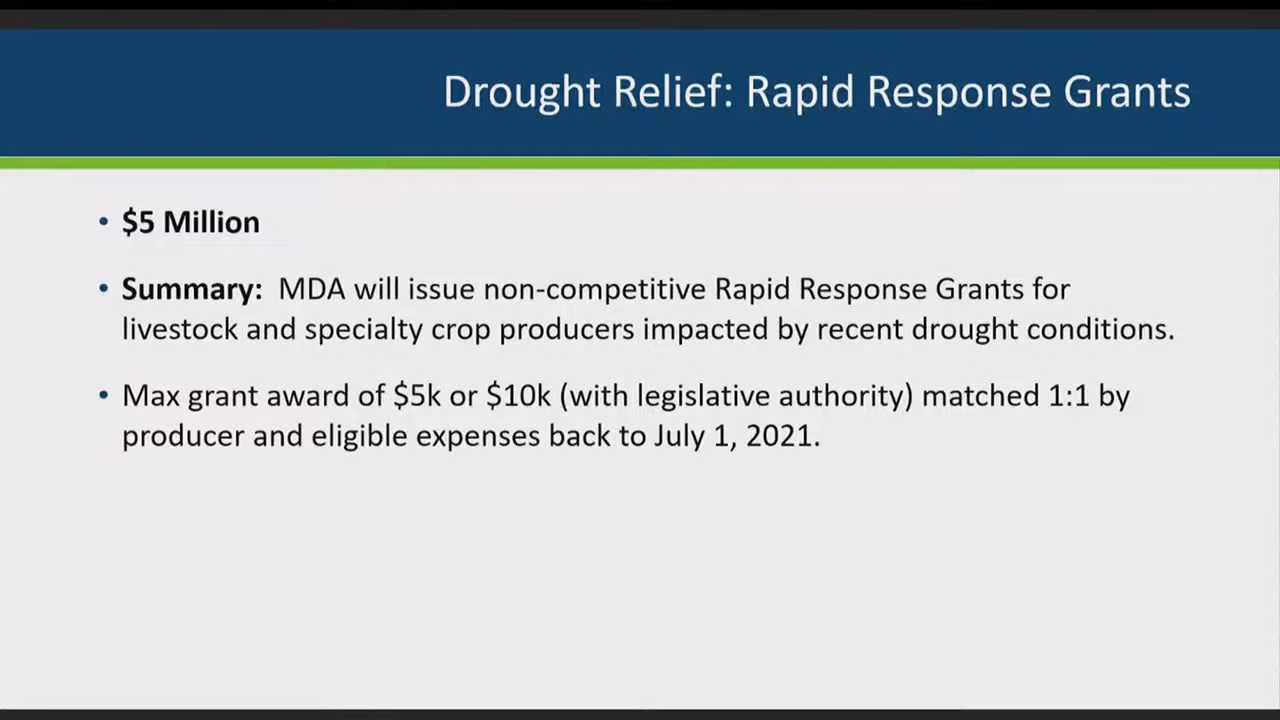 Drought Relief: Rapid Response Grants
• $5 Million
• Summary: MDA will issue non-competitive Rapid Response Grants for
livestock and specialty crop producers impacted by recent drought conditions.
• Max grant award of $5k or $10k (with legislative authority) matched 1:1 by
producer and eligible expenses back to July 1, 2021.